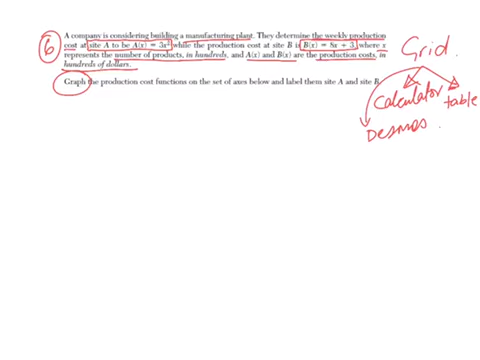 6
A company is considering building a manufacturing plant. They determine the weekly production
cost at site A to be A(x) = 3x² while the production cost at site B is B(x) = 8x + 3, where x
represents the number of products, in hundreds, and A(x) and B(x) are the production costs, in
hundreds of dollars.
Graph the production cost functions on the set of axes below and label them site A and site B.
Grid
Calculator
table
Desmos